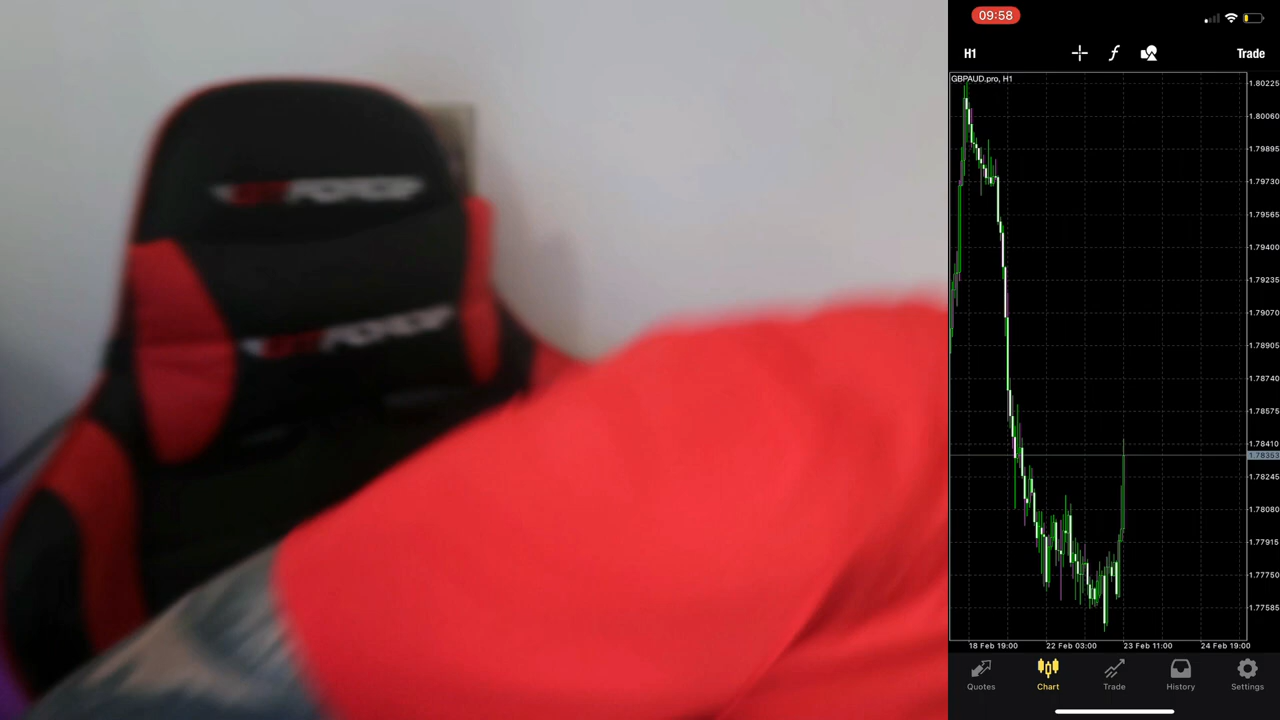 09:58
H1
Trade
GBPAUD.pro, H1
1.80225
1.80060
1.79895
1.79730
1.79565
1.79400
1.79235
1.79070
1.78905
1.78740
1.78575
1.78410
1.78353
1.78245
1.78080
1.77915
1.77750
1.77585
18 Feb 19:00
22 Feb 03:00
23 Feb 11:00
24 Feb 19:00
Quotes
Chart
Trade
History
Settings